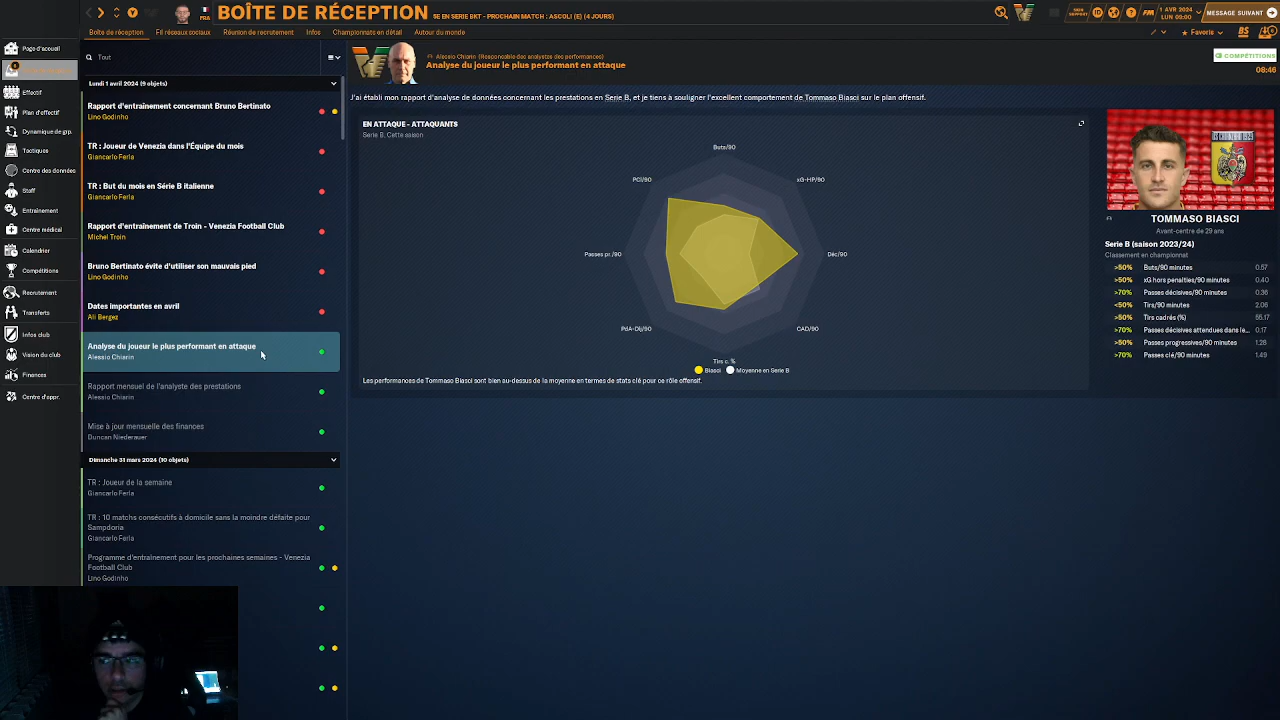 FRA
BOÎTE DE RÉCEPTION
5E EN SERIE BKT - PROCHAIN MATCH : ASCOLI (E) (4 JOURS)
FM
1 AVR 2024
LUN 09:00
MESSAGE SUIVANT
Boîte de réception
Fil réseaux sociaux
Réunion de recrutement
Infos
Championnats en détail
Autour du monde
Favoris
BS
Page d'accueil
Effectif
Plan d'effectif
Dynamique de grp.
Tactiques
Centre des données
Staff
Entraînement
Centre médical
Calendrier
Compétitions
Recrutement
Transferts
Infos club
Vision du club
Finances
Centre d'appr.
Tout
Lundi 1 avril 2024 (9 objets)
Rapport d'entraînement concernant Bruno Bertinato
Lino Godinho
TR : Joueur de Venezia dans l'Équipe du mois
Giancarlo Ferla
TR : But du mois en Série B italienne
Giancarlo Ferla
Rapport d'entraînement de Troin - Venezia Football Club
Michel Troin
Bruno Bertinato évite d'utiliser son mauvais pied
Lino Godinho
Dates importantes en avril
Ali Bergez
Analyse du joueur le plus performant en attaque
Alessio Chiarin
Rapport mensuel de l'analyste des prestations
Alessio Chiarin
Mise à jour mensuelle des finances
Duncan Niederauer
Dimanche 31 mars 2024 (10 objets)
TR : Joueur de la semaine
Giancarlo Ferla
TR : 10 matchs consécutifs à domicile sans la moindre défaite pour
Sampdoria
Giancarlo Ferla
Programme d'entraînement pour les prochaines semaines - Venezia
Football Club
Lino Godinho
Alessio Chiarin (Responsable des analystes des performances)
Analyse du joueur le plus performant en attaque
COMPÉTITIONS
08:46
J'ai établi mon rapport d'analyse de données concernant les prestations en Serie B, et je tiens à souligner l'excellent comportement de Tommaso Biasci sur le plan offensif.
EN ATTAQUE - ATTAQUANTS
Serie B, Cette saison
Buts/90
PCl/90
xG-HP/90
Passes pr./90
Déc/90
PdA-Dj/90
CAD/90
Tirs c. %
Biasci
Moyenne en Serie B
Les performances de Tommaso Biasci sont bien au-dessus de la moyenne en termes de stats clé pour ce rôle offensif.
TOMMASO BIASCI
Avant-centre de 29 ans
Serie B (saison 2023/24)
Classement en championnat
>50% Buts/90 minutes 0.57
>50% xG hors penalties/90 minutes 0.40
>70% Passes décisives/90 minutes 0.36
<50% Tirs/90 minutes 2.06
>50% Tirs cadrés (%) 55.17
>70% Passes décisives attendues dans le... 0.17
>50% Passes progressives/90 minutes 1.28
>70% Passes clé/90 minutes 1.49